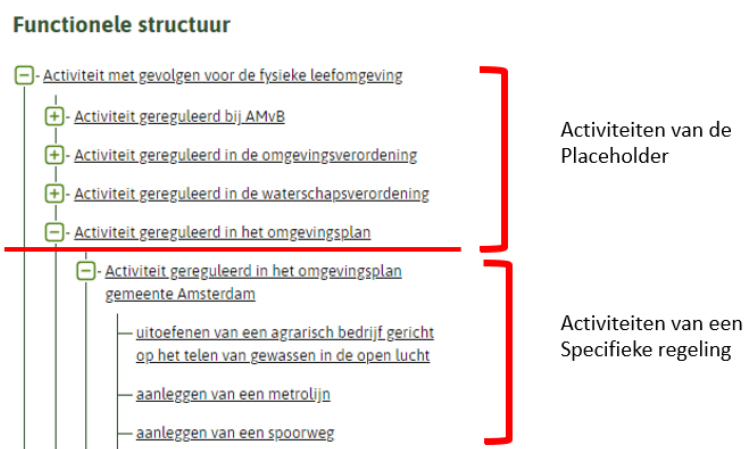 Functionele structuur
Activiteit met gevolgen voor de fysieke leefomgeving
Activiteit gereguleerd bij AMvB
Activiteit gereguleerd in de omgevingsverordening
Activiteit gereguleerd in de waterschapsverordening
Activiteit gereguleerd in het omgevingsplan
Activiteiten van de
Placeholder
Activiteit gereguleerd in het omgevingsplan
gemeente Amsterdam
uitoefenen van een agrarisch bedrijf gericht
op het telen van gewassen in de open lucht
aanleggen van een metrolijn
aanleggen van een spoorweg
Activiteiten van een
Specifieke regeling